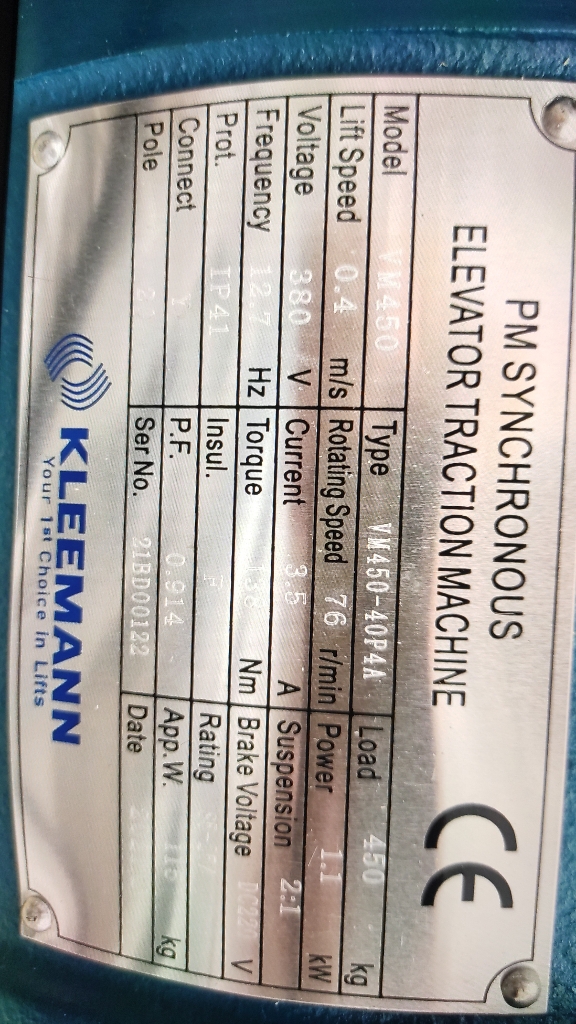 PM SYNCHRONOUS
ELEVATOR TRACTION MACHINE
CE
Model VM450 Type VM450-40P4A Load 450 kg
Lift Speed 0.4 m/s Rotating Speed 76 r/min Power 1.1 kW
Voltage 380 V Current 3.5 A Suspension 2:1
Frequency 12.7 Hz Torque Nm Brake Voltage V
Prot. IP41 Insul. F Rating
Connect Y P.F. 0.914 App.W. kg
Pole Ser No. 21BD00122 Date
KLEEMANN
Your 1st Choice in Lifts